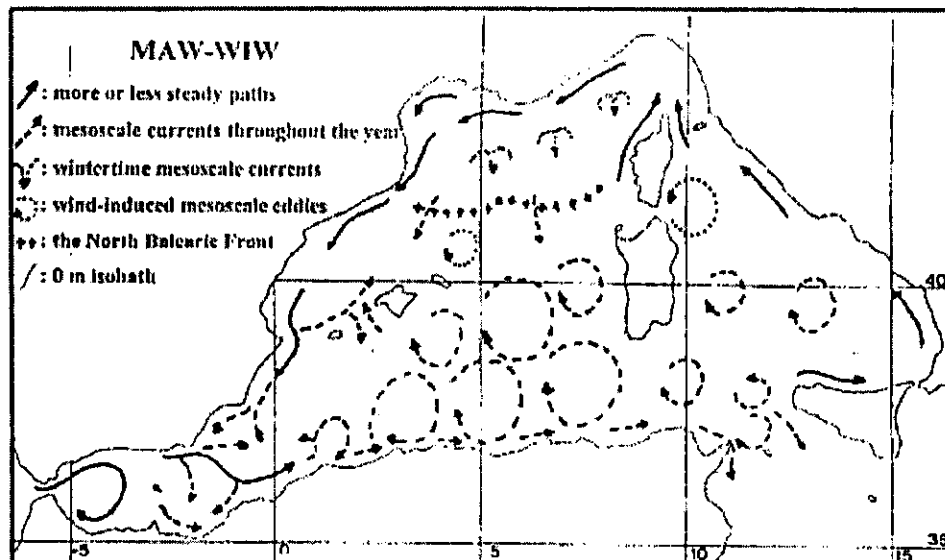 MAW-WIW
: more or less steady paths
: mesoscale currents throughout the year
: wintertime mesoscale currents
: wind-induced mesoscale eddies
: the North Balearic Front
: 0 m isobath
40
35
-5 0 5 10 15